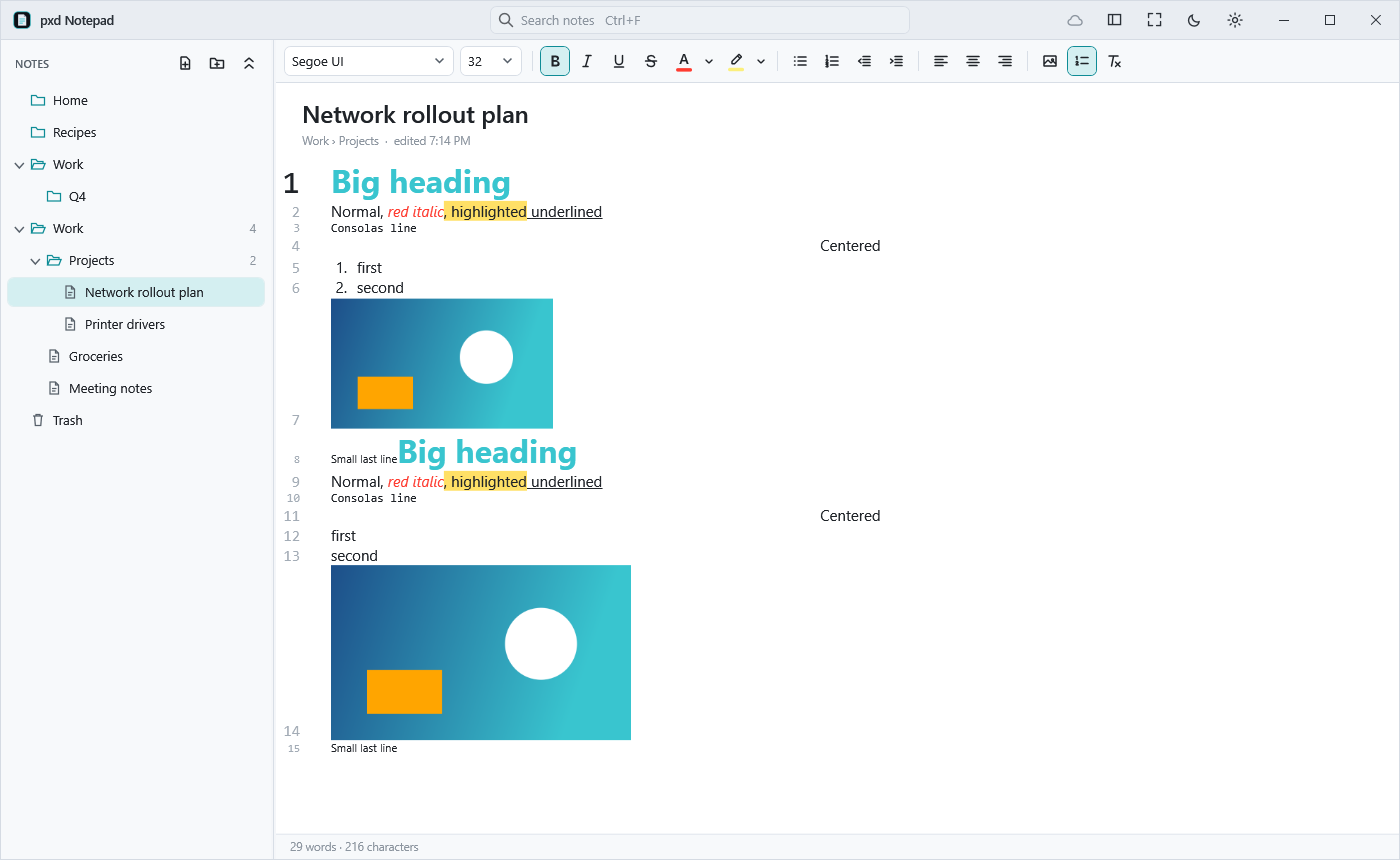 pxd Notepad
Search notes Ctrl+F
NOTES
Home
Recipes
Work
Q4
Work 4
Projects 2
Network rollout plan
Printer drivers
Groceries
Meeting notes
Trash
Segoe UI 32 B I U S A Tx
Network rollout plan
Work › Projects · edited 7:14 PM
1 Big heading
2 Normal, red italic, highlighted underlined
3 Consolas line
4 Centered
5 1. first
6 2. second
7
8 Small last line Big heading
9 Normal, red italic, highlighted underlined
10 Consolas line
11 Centered
12 first
13 second
14
15 Small last line
29 words · 216 characters